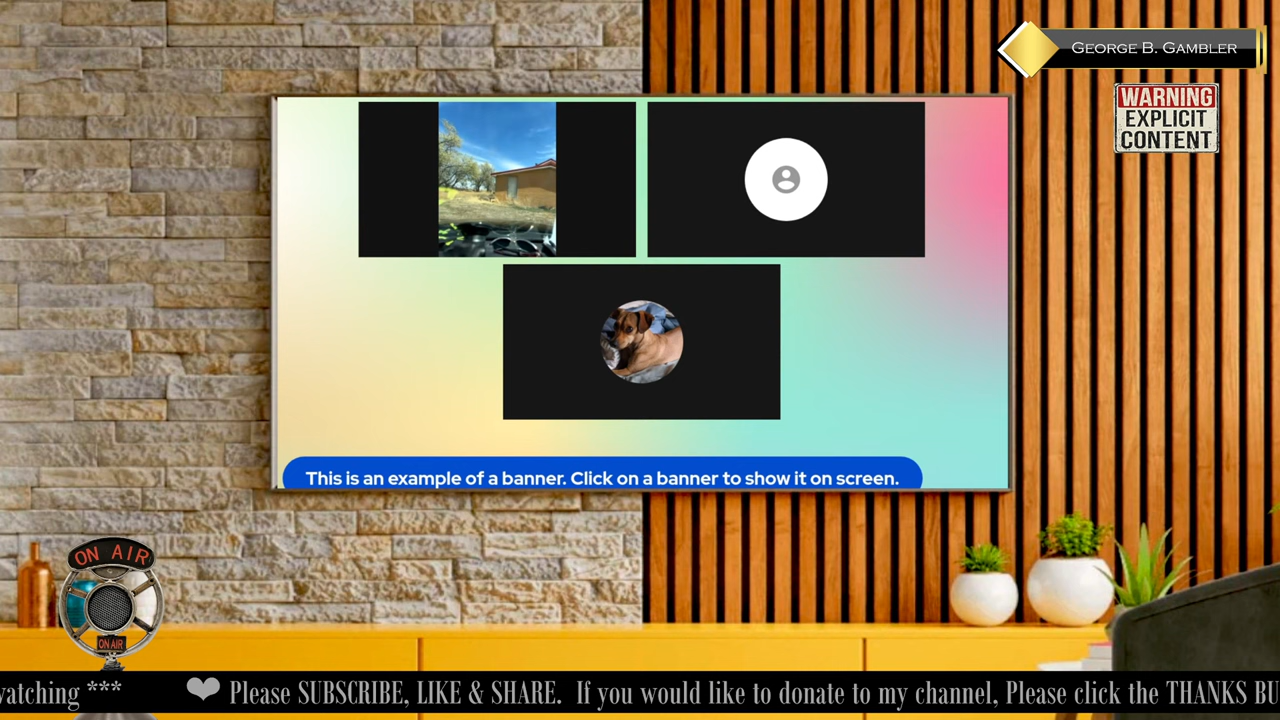 George B. Gambler
WARNING
EXPLICIT
CONTENT
This is an example of a banner. Click on a banner to show it on screen.
ON AIR
ON AIR
watching *** Please SUBSCRIBE, LIKE & SHARE. If you would like to donate to my channel, Please click the THANKS